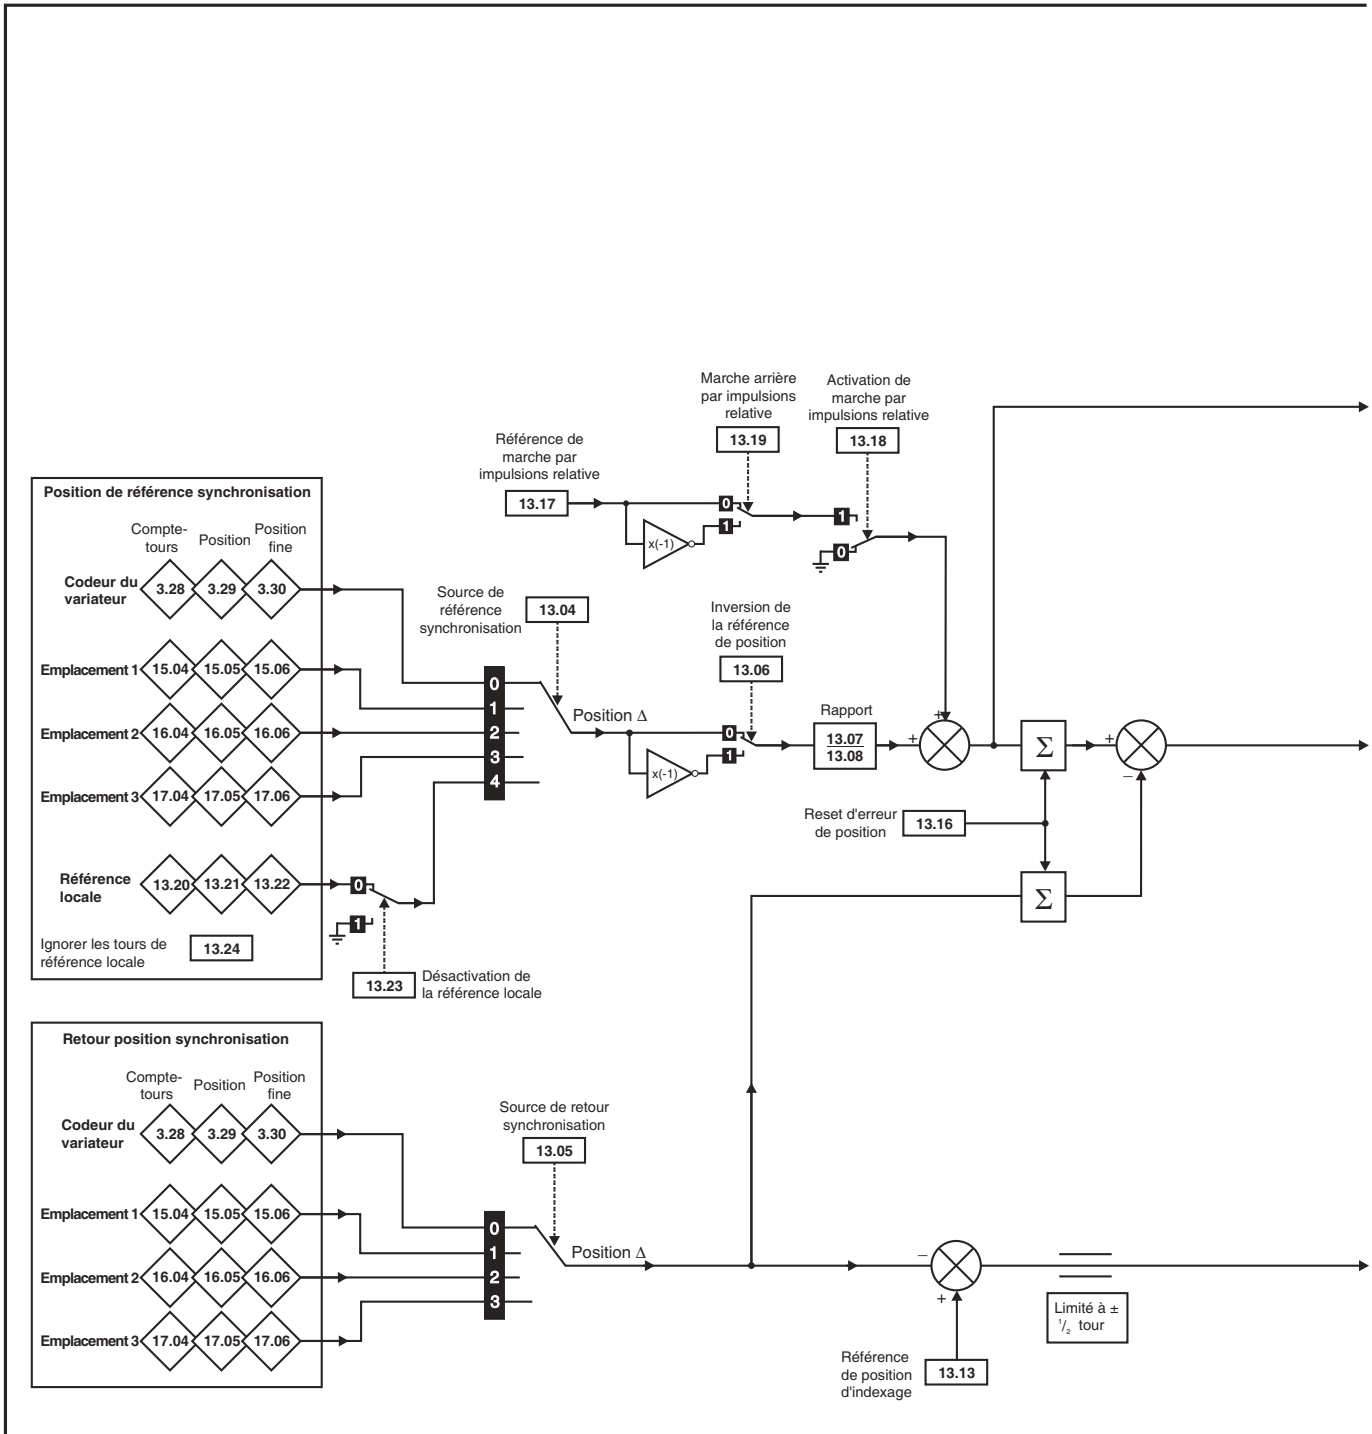 Marche arrière
par impulsions
relative
13.19
Activation de
marche par
impulsions relative
13.18
Référence de
marche par
impulsions relative
13.17
0
1
x(-1)
1
0
Position de référence synchronisation
Compte-
tours
Position
Position
fine
Codeur du
variateur
3.28
3.29
3.30
Emplacement 1
15.04
15.05
15.06
Emplacement 2
16.04
16.05
16.06
Emplacement 3
17.04
17.05
17.06
Référence
locale
13.20
13.21
13.22
Ignorer les tours de
référence locale
13.24
0
1
13.23
Désactivation de
la référence locale
Source de
référence
synchronisation
13.04
0
1
2
3
4
Position Δ
Inversion de
la référence
de position
13.06
0
1
x(-1)
Rapport
13.07
13.08
+
+
Σ
+
–
Reset d'erreur
de position
13.16
Σ
Retour position synchronisation
Compte-
tours
Position
Position
fine
Codeur du
variateur
3.28
3.29
3.30
Emplacement 1
15.04
15.05
15.06
Emplacement 2
16.04
16.05
16.06
Emplacement 3
17.04
17.05
17.06
Source de retour
synchronisation
13.05
0
1
2
3
Position Δ
–
+
Limité à ±
1/2 tour
Référence
de position
d'indexage
13.13